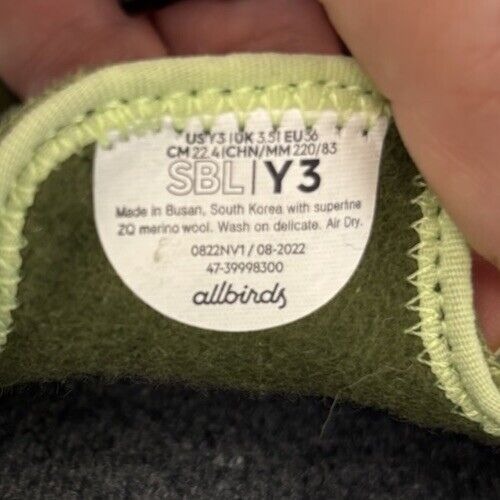 US Y3 | UK 3.5 | EU 36
CM 22.4 | CHN/MM 220/83
SBL | Y3
Made in Busan, South Korea with superfine
ZQ merino wool. Wash on delicate. Air Dry.
0822NV1 / 08-2022
47-39998300
allbirds